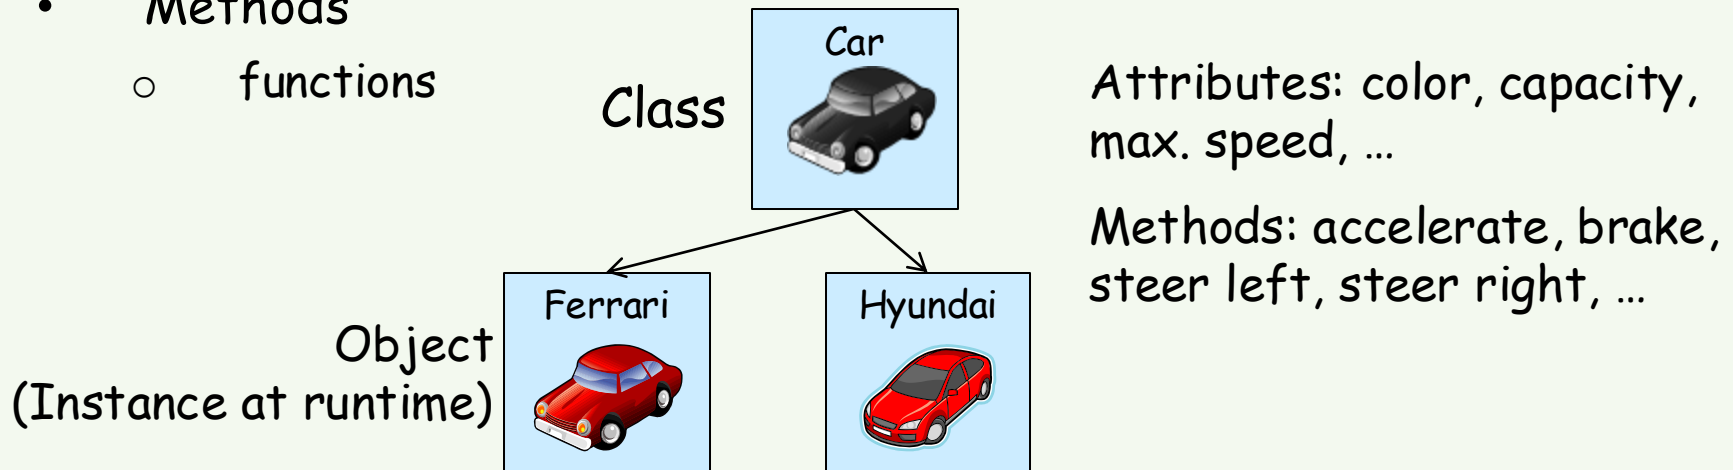 • Methods
o functions
Class
Car
Attributes: color, capacity,
max. speed, …
Methods: accelerate, brake,
steer left, steer right, …
Object
(Instance at runtime)
Ferrari
Hyundai